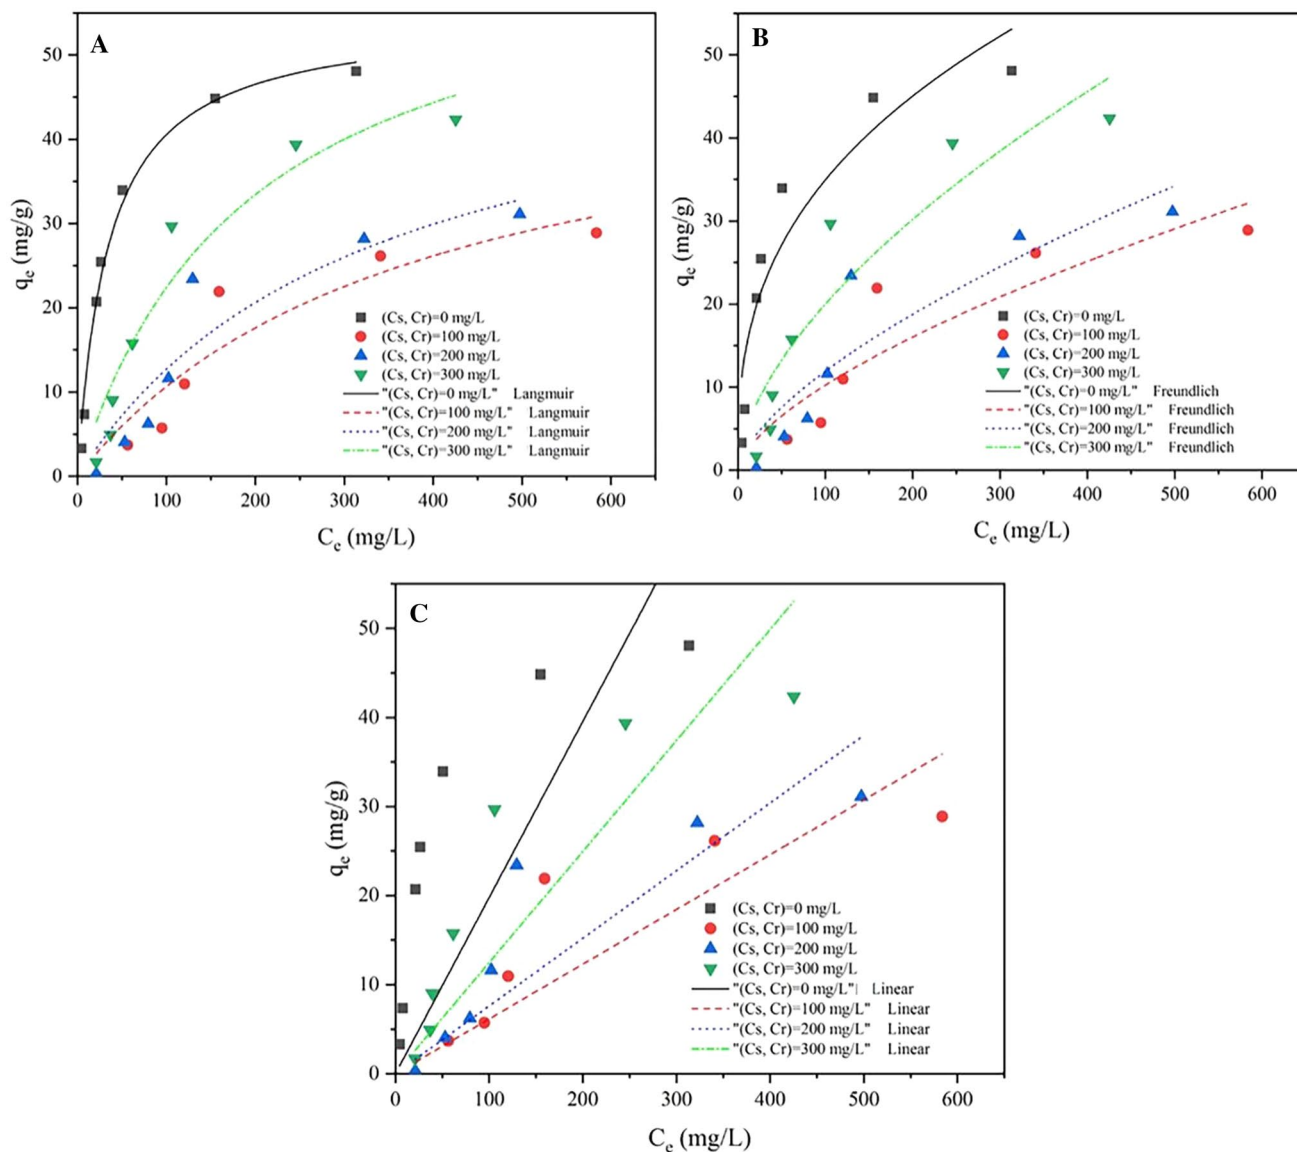 A
50
40
30
20
10
0
q_e (mg/g)
(Cs, Cr)=0 mg/L
(Cs, Cr)=100 mg/L
(Cs, Cr)=200 mg/L
(Cs, Cr)=300 mg/L
"(Cs, Cr)=0 mg/L" Langmuir
"(Cs, Cr)=100 mg/L" Langmuir
"(Cs, Cr)=200 mg/L" Langmuir
"(Cs, Cr)=300 mg/L" Langmuir
0 100 200 300 400 500 600
C_e (mg/L)
B
50
40
30
20
10
0
q_e (mg/g)
(Cs, Cr)=0 mg/L
(Cs, Cr)=100 mg/L
(Cs, Cr)=200 mg/L
(Cs, Cr)=300 mg/L
"(Cs, Cr)=0 mg/L" Freundlich
"(Cs, Cr)=100 mg/L" Freundlich
"(Cs, Cr)=200 mg/L" Freundlich
"(Cs, Cr)=300 mg/L" Freundlich
0 100 200 300 400 500 600
C_e (mg/L)
C
50
40
30
20
10
0
q_e (mg/g)
(Cs, Cr)=0 mg/L
(Cs, Cr)=100 mg/L
(Cs, Cr)=200 mg/L
(Cs, Cr)=300 mg/L
"(Cs, Cr)=0 mg/L"| Linear
"(Cs, Cr)=100 mg/L" Linear
"(Cs, Cr)=200 mg/L" Linear
"(Cs, Cr)=300 mg/L" Linear
0 100 200 300 400 500 600
C_e (mg/L)